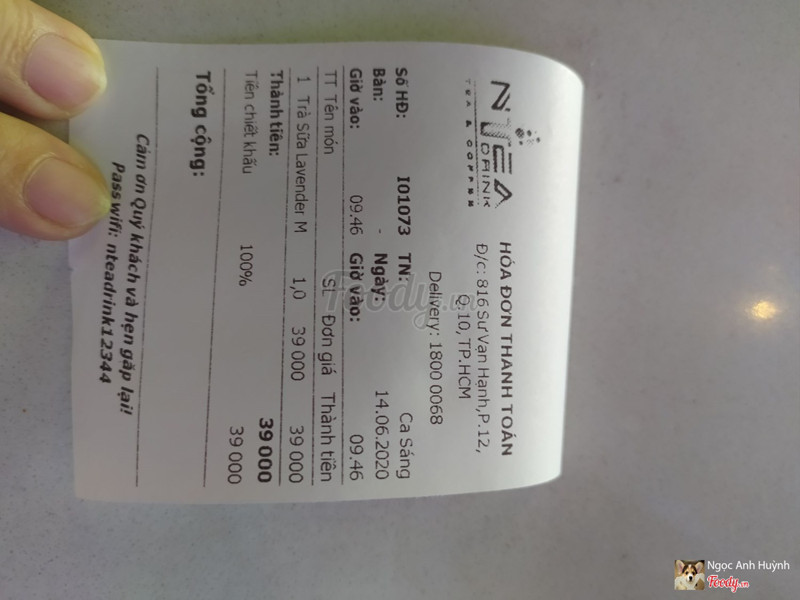 NTEA
DRINK
TEA & COFFEE
HÓA ĐƠN THANH TOÁN
Đ/c: 816 Sư Vạn Hạnh,P.12,
Q.10, TP.HCM
Delivery: 1800 0068
Số HĐ: I01073 TN: Ca Sáng
Bàn: - Ngày: 14.06.2020
Giờ vào: 09.46 Giờ vào: 09.46
TT Tên món SL Đơn giá Thành tiền
1 Trà Sữa Lavender M 1,0 39 000 39 000
Thành tiền: 39 000
Tiền chiết khấu 100% 39 000
Tổng cộng:
Cảm ơn Quý khách và hẹn gặp lại!
Pass wifi: nteadrink12344
Foody.vn
Ngọc Anh Huỳnh
Foody.vn